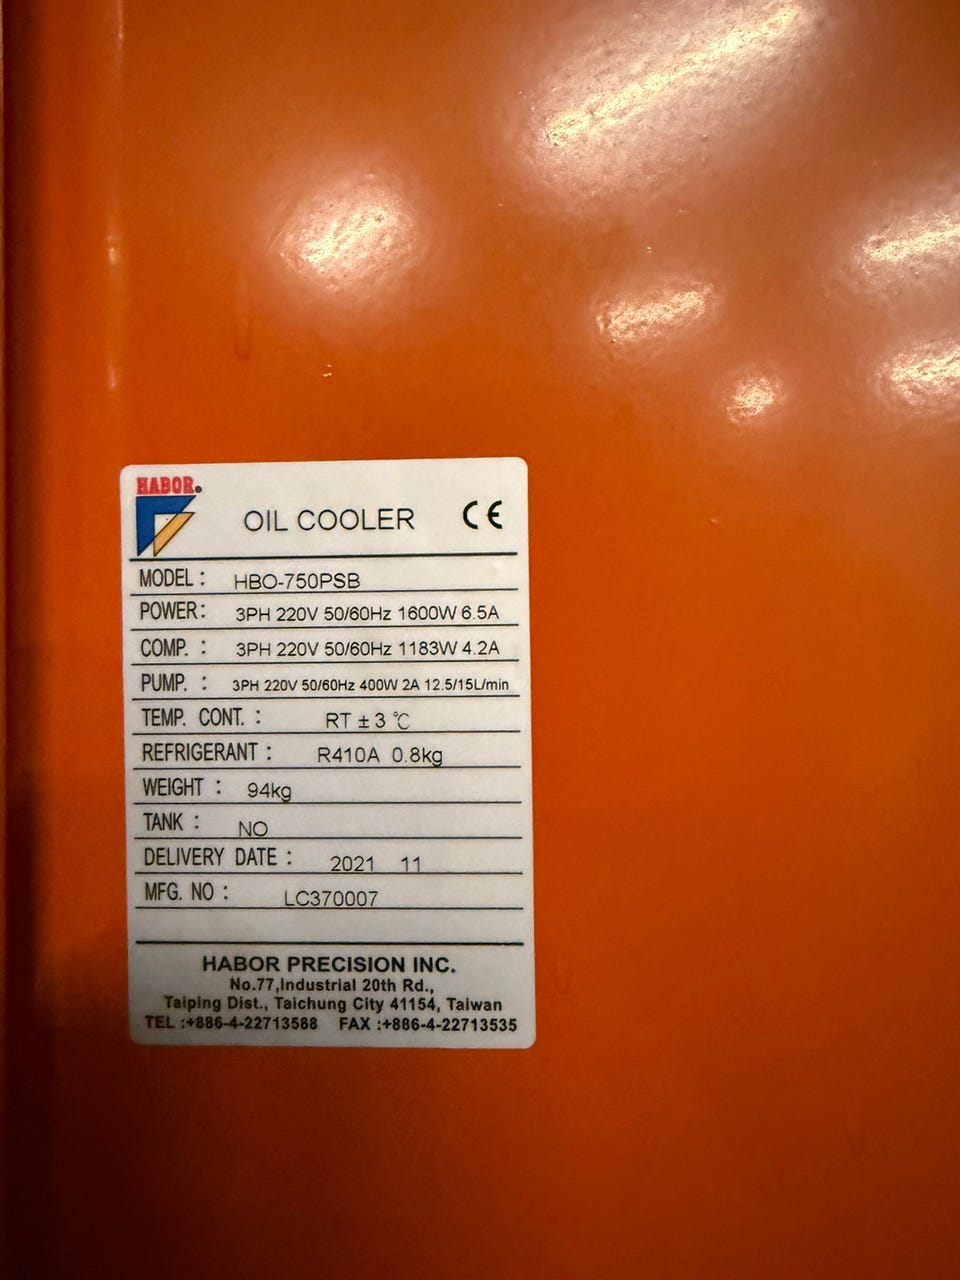 HABOR®
OIL COOLER CE
MODEL : HBO-750PSB
POWER : 3PH 220V 50/60Hz 1600W 6.5A
COMP. : 3PH 220V 50/60Hz 1183W 4.2A
PUMP. : 3PH 220V 50/60Hz 400W 2A 12.5/15L/min
TEMP. CONT. : RT ± 3 ℃
REFRIGERANT : R410A 0.8kg
WEIGHT : 94kg
TANK : NO
DELIVERY DATE : 2021 11
MFG. NO : LC370007
HABOR PRECISION INC.
No.77,Industrial 20th Rd.,
Taiping Dist., Taichung City 41154, Taiwan
TEL :+886-4-22713588 FAX :+886-4-22713535